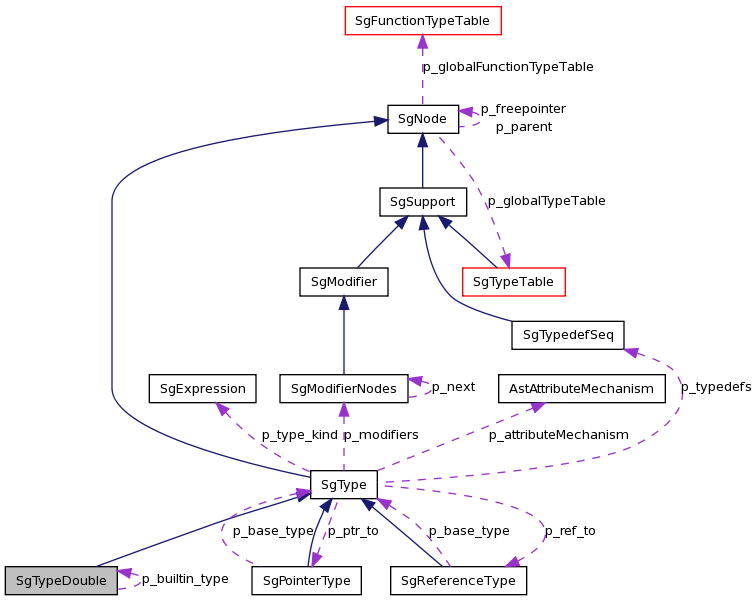 SgFunctionTypeTable
p_globalFunctionTypeTable
SgNode
p_freepointer
p_parent
SgSupport
p_globalTypeTable
SgModifier
SgTypeTable
SgTypedefSeq
SgExpression
SgModifierNodes
p_next
AstAttributeMechanism
p_typedefs
p_type_kind
p_modifiers
p_attributeMechanism
SgType
p_base_type
p_ptr_to
p_base_type
p_ref_to
SgTypeDouble
p_builtin_type
SgPointerType
SgReferenceType